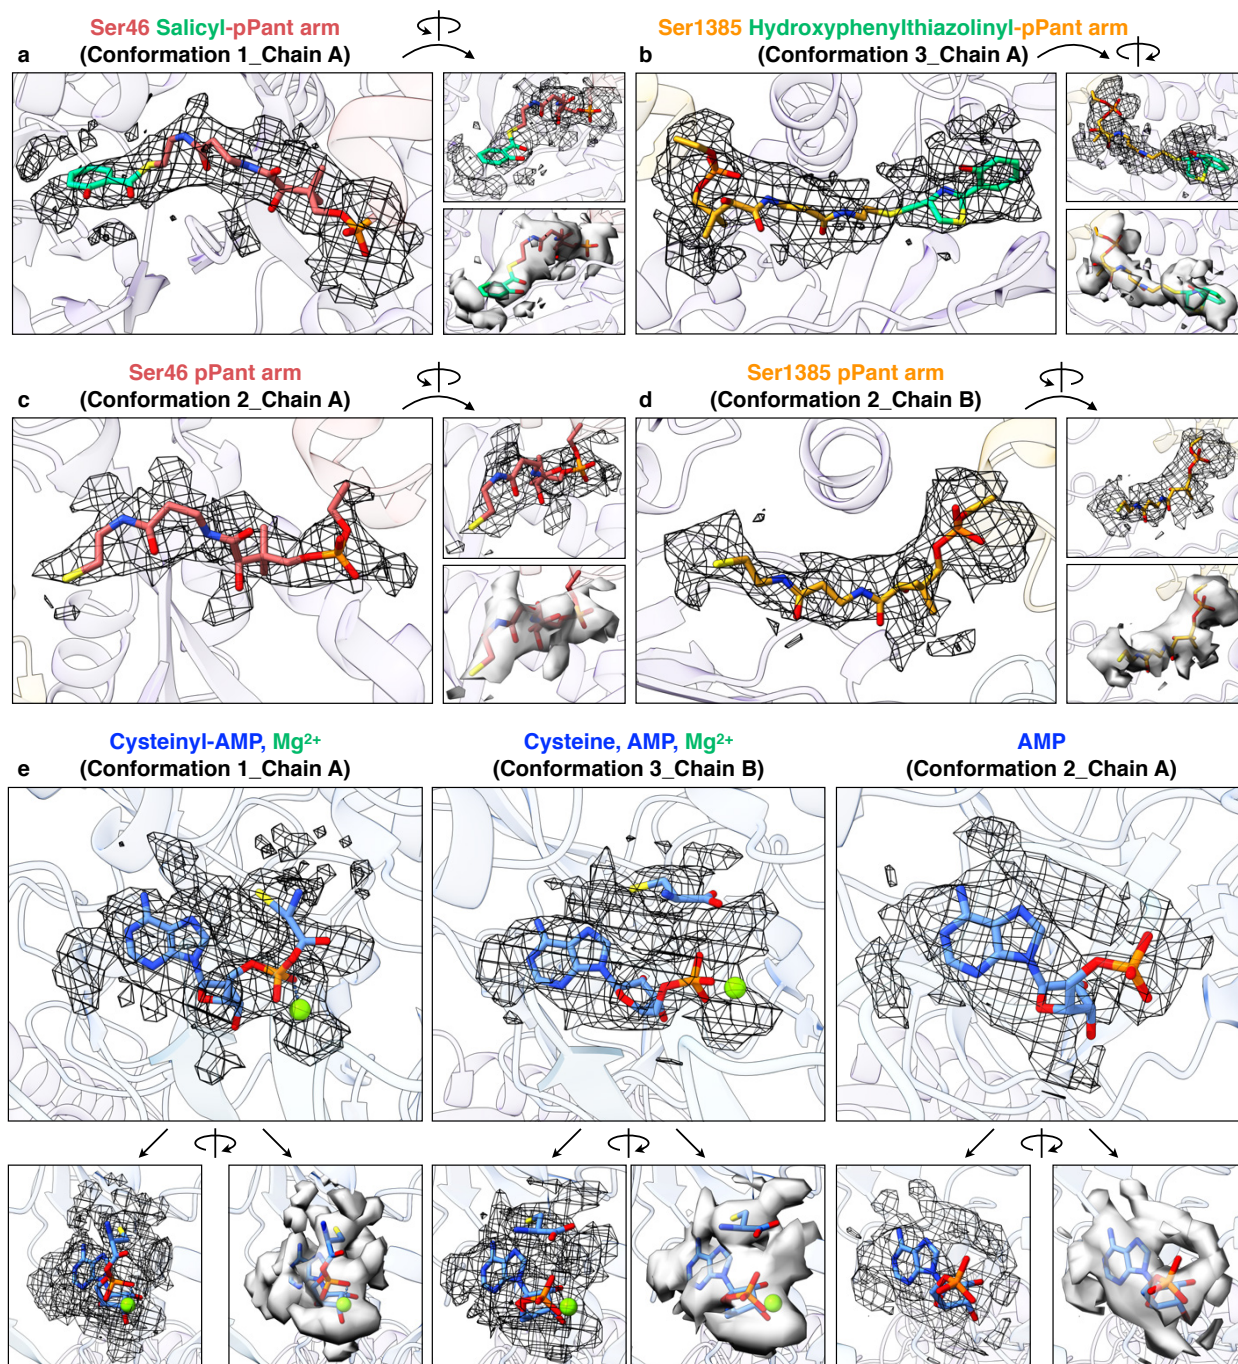 Ser46 Salicyl-pPant arm
a (Conformation 1_Chain A)
Ser1385 Hydroxyphenylthiazolinyl-pPant arm
b (Conformation 3_Chain A)
Ser46 pPant arm
c (Conformation 2_Chain A)
Ser1385 pPant arm
d (Conformation 2_Chain B)
Cysteinyl-AMP, Mg²⁺
e (Conformation 1_Chain A)
Cysteine, AMP, Mg²⁺
(Conformation 3_Chain B)
AMP
(Conformation 2_Chain A)